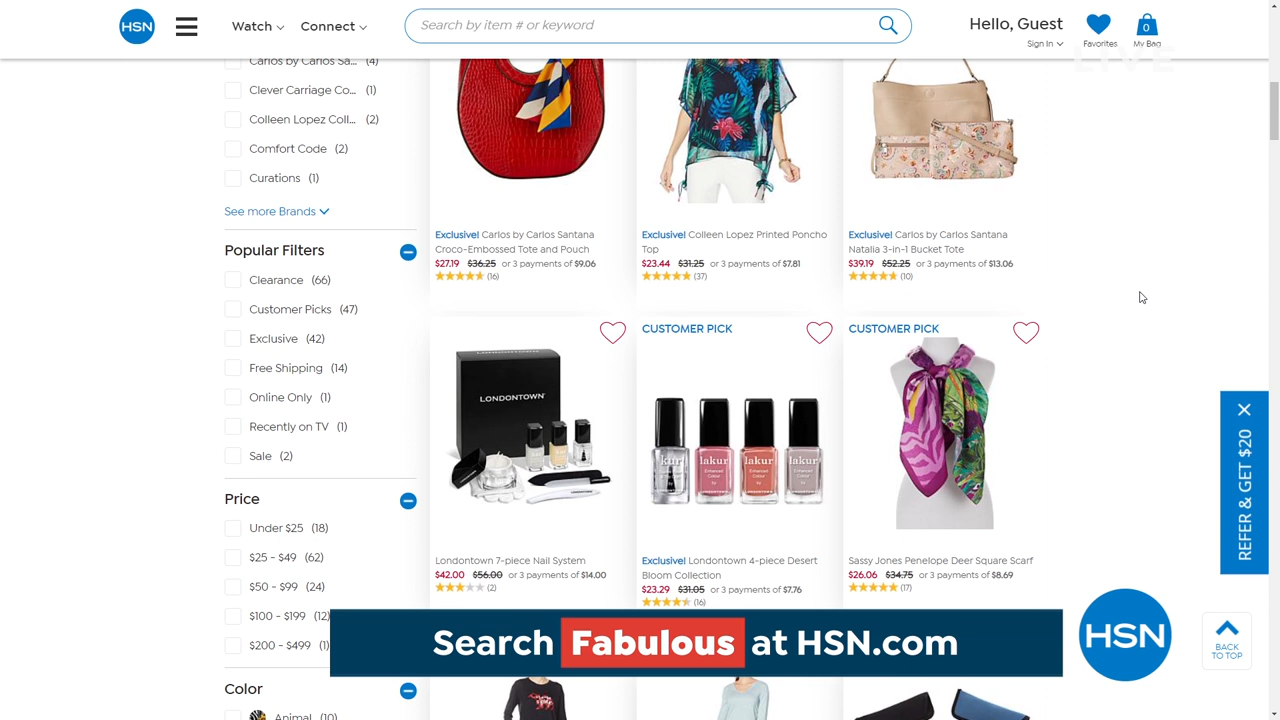 HSN
Watch
Connect
Search by item # or keyword
Hello, Guest
Sign In
Favorites
0
My Bag
LIVE
Carlos by Carlos Sa... (4)
Clever Carriage Co... (1)
Colleen Lopez Coll... (2)
Comfort Code (2)
Curations (1)
See more Brands
Popular Filters
Clearance (66)
Customer Picks (47)
Exclusive (42)
Free Shipping (14)
Online Only (1)
Recently on TV (1)
Sale (2)
Price
Under $25 (18)
$25 - $49 (62)
$50 - $99 (24)
$100 - $199 (12)
$200 - $499 (1)
Color
Animal (10)
Exclusive! Carlos by Carlos Santana
Croco-Embossed Tote and Pouch
$27.19 $36.25 or 3 payments of $9.06
(16)
Exclusive! Colleen Lopez Printed Poncho
Top
$23.44 $31.25 or 3 payments of $7.81
(37)
Exclusive! Carlos by Carlos Santana
Natalia 3-in-1 Bucket Tote
$39.19 $52.25 or 3 payments of $13.06
(10)
LONDONTOWN
Londontown 7-piece Nail System
$42.00 $56.00 or 3 payments of $14.00
(2)
CUSTOMER PICK
lakur
lakur
lakur
Exclusive! Londontown 4-piece Desert
Bloom Collection
$23.29 $31.05 or 3 payments of $7.76
(16)
CUSTOMER PICK
Sassy Jones Penelope Deer Square Scarf
$26.06 $34.75 or 3 payments of $8.69
(17)
REFER & GET $20
Search Fabulous at HSN.com
HSN
BACK
TO TOP